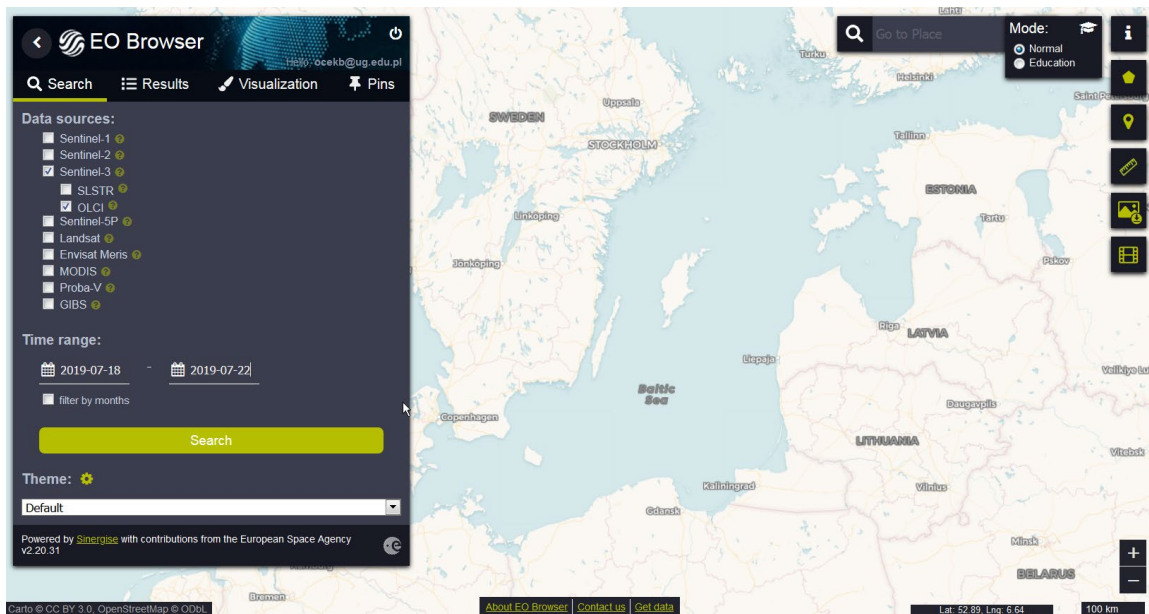 EO Browser
Hello, ocekb@ug.edu.pl
Search
Results
Visualization
Pins
Data sources:
Sentinel-1
Sentinel-2
Sentinel-3
SLSTR
OLCI
Sentinel-5P
Landsat
Envisat Meris
MODIS
Proba-V
GIBS
Time range:
2019-07-18 - 2019-07-22
filter by months
Search
Theme:
Default
Powered by Sinergise with contributions from the European Space Agency
v2.20.31
Carto © CC BY 3.0, OpenStreetMap © ODbL
Go to Place
Mode:
Normal
Education
Turku
Helsinki
Uppsala
SWEDEN
STOCKHOLM
Tallinn
ESTONIA
Linköping
Tartu
Jönköping
Pskov
Riga
LATVIA
Liepaja
Baltic
Sea
Daugavpils
Copenhagen
LITHUANIA
Vitebsk
Kaliningrad
Vilnius
Gdansk
Minsk
BELARUS
Bremen
About EO Browser
Contact us
Get data
Lat: 52.89, Lng: 6.64
100 km